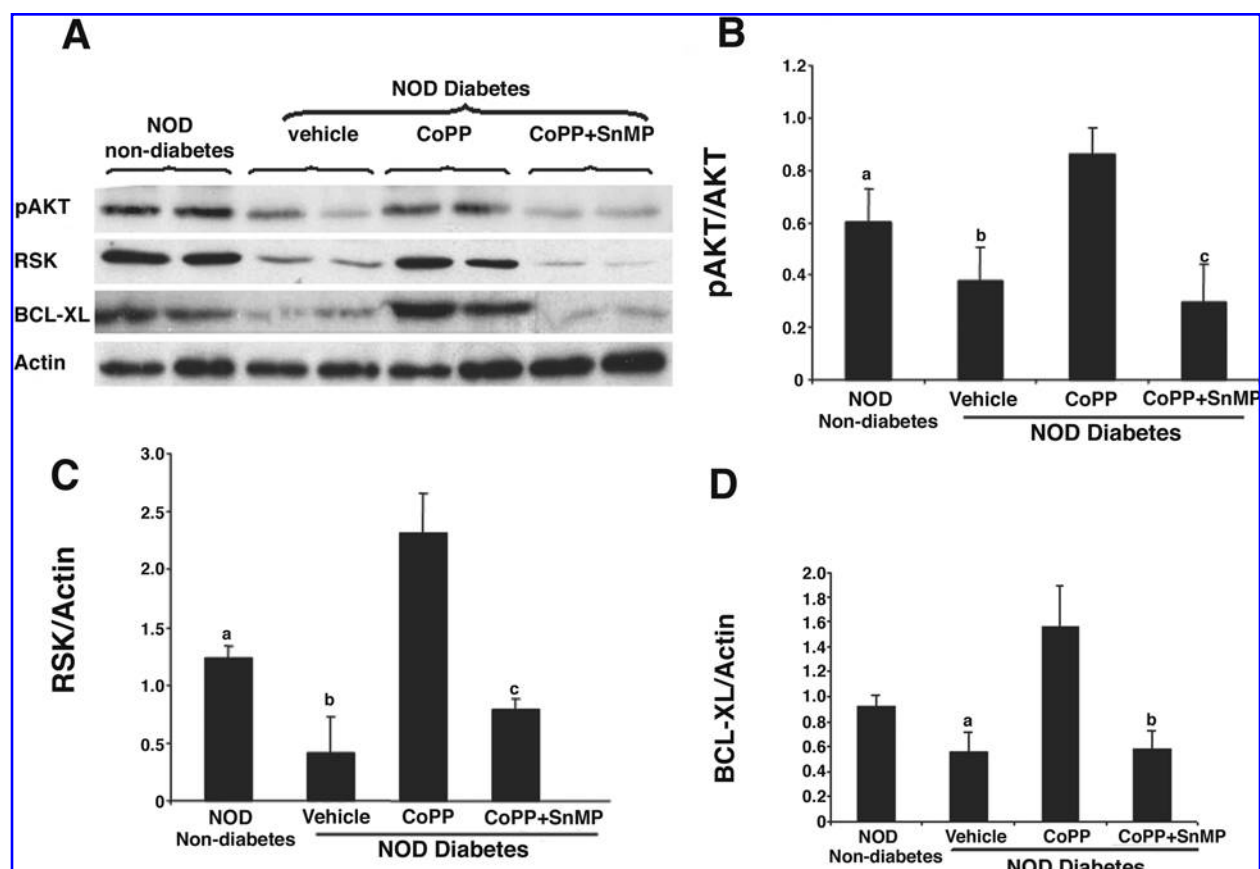 A
NOD Diabetes
NOD
non-diabetes
vehicle
CoPP
CoPP+SnMP
pAKT
RSK
BCL-XL
Actin
B
pAKT/AKT
1.2
1.0
0.8
0.6
0.4
0.2
0
a
b
c
NOD
Non-diabetes
Vehicle
CoPP
CoPP+SnMP
NOD Diabetes
C
RSK/Actin
3.0
2.5
2.0
1.5
1.0
0.5
0
a
b
c
NOD
Non-diabetes
Vehicle
CoPP
CoPP+SnMP
NOD Diabetes
D
BCL-XL/Actin
2.0
1.8
1.6
1.4
1.2
1.0
0.8
0.6
0.4
0.2
0
a
b
NOD
Non-diabetes
Vehicle
CoPP
CoPP+SnMP
NOD Diabetes